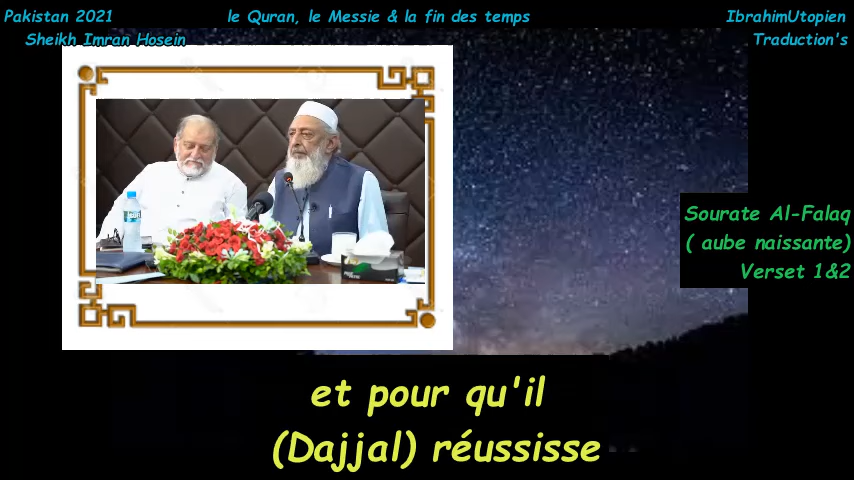 Pakistan 2021
le Quran, le Messie & la fin des temps
IbrahimUtopien
Sheikh Imran Hosein
Traduction's
Sourate Al-Falaq
( aube naissante)
Verset 1&2
et pour qu'il
(Dajjal) réussisse